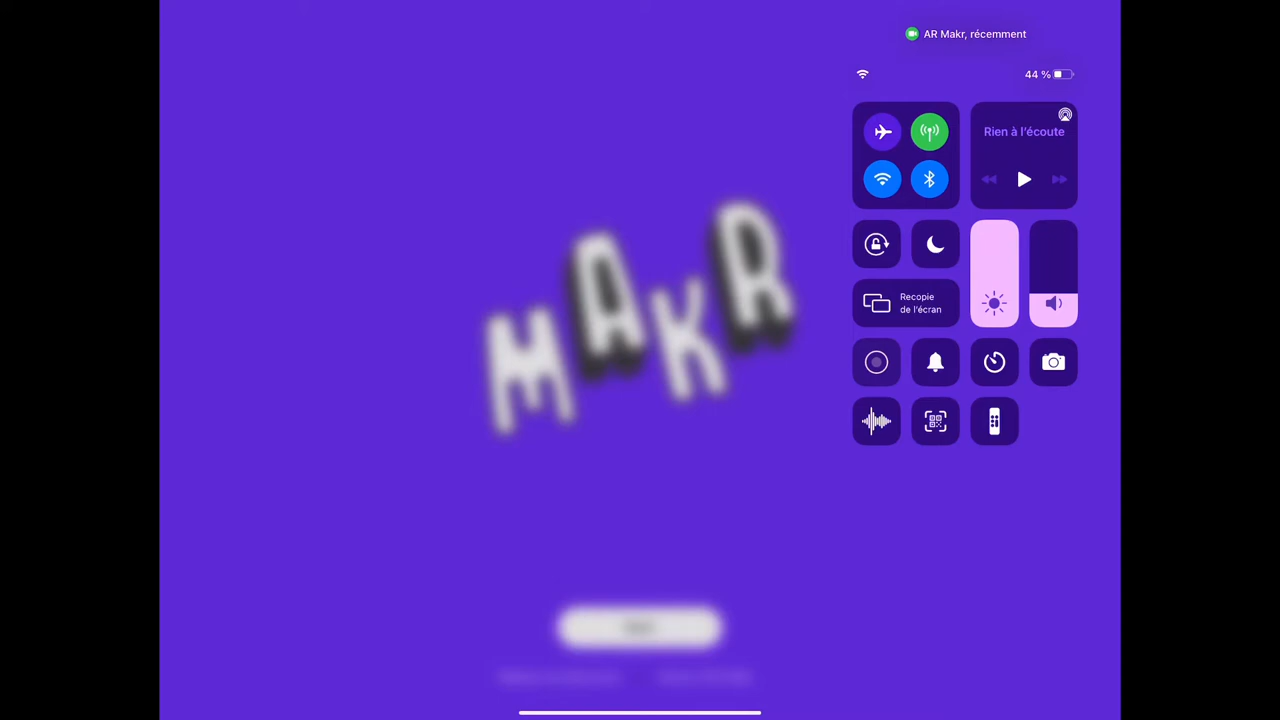 AR Makr, récemment
44 %
Rien à l'écoute
Recopie
de l'écran
MAKR